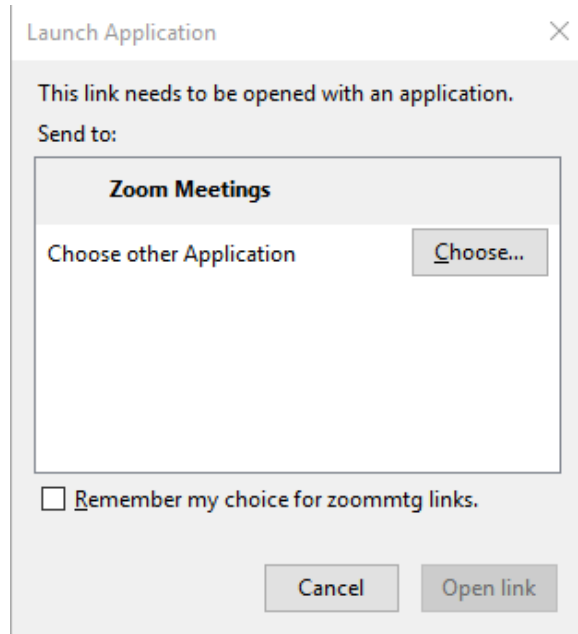 Launch Application
This link needs to be opened with an application.
Send to:
Zoom Meetings
Choose other Application
Choose...
Remember my choice for zoommtg links.
Cancel
Open link